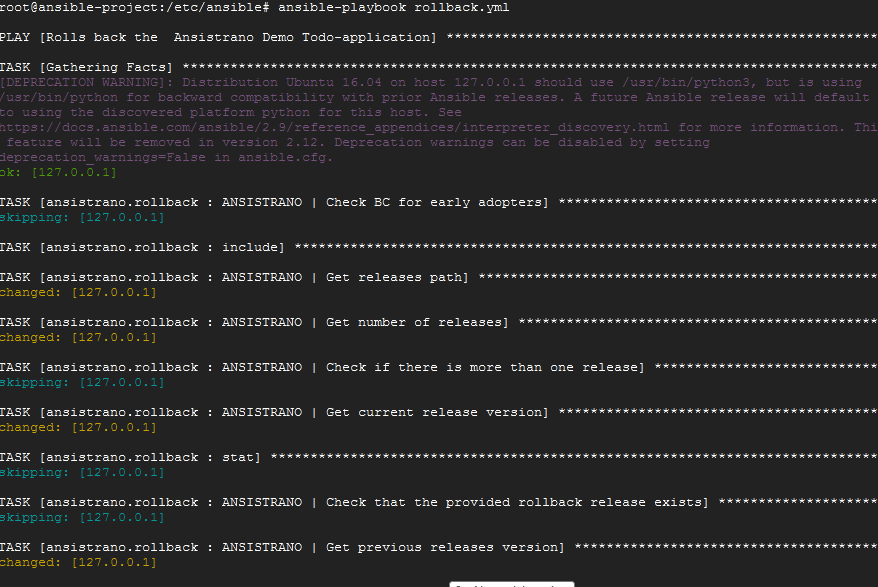 root@ansible-project:/etc/ansible# ansible-playbook rollback.yml
PLAY [Rolls back the  Ansistrano Demo Todo-application] ******************************************************
TASK [Gathering Facts] ***************************************************************************************
[DEPRECATION WARNING]: Distribution Ubuntu 16.04 on host 127.0.0.1 should use /usr/bin/python3, but is using
/usr/bin/python for backward compatibility with prior Ansible releases. A future Ansible release will default
to using the discovered platform python for this host. See
https://docs.ansible.com/ansible/2.9/reference_appendices/interpreter_discovery.html for more information. Thi
 feature will be removed in version 2.12. Deprecation warnings can be disabled by setting
deprecation_warnings=False in ansible.cfg.
ok: [127.0.0.1]
TASK [ansistrano.rollback : ANSISTRANO | Check BC for early adopters] ****************************************
skipping: [127.0.0.1]
TASK [ansistrano.rollback : include] *************************************************************************
TASK [ansistrano.rollback : ANSISTRANO | Get releases path] **************************************************
changed: [127.0.0.1]
TASK [ansistrano.rollback : ANSISTRANO | Get number of releases] *********************************************
changed: [127.0.0.1]
TASK [ansistrano.rollback : ANSISTRANO | Check if there is more than one release] ****************************
skipping: [127.0.0.1]
TASK [ansistrano.rollback : ANSISTRANO | Get current release version] ****************************************
changed: [127.0.0.1]
TASK [ansistrano.rollback : stat] ****************************************************************************
skipping: [127.0.0.1]
TASK [ansistrano.rollback : ANSISTRANO | Check that the provided rollback release exists] ********************
skipping: [127.0.0.1]
TASK [ansistrano.rollback : ANSISTRANO | Get previous releases version] **************************************
changed: [127.0.0.1]